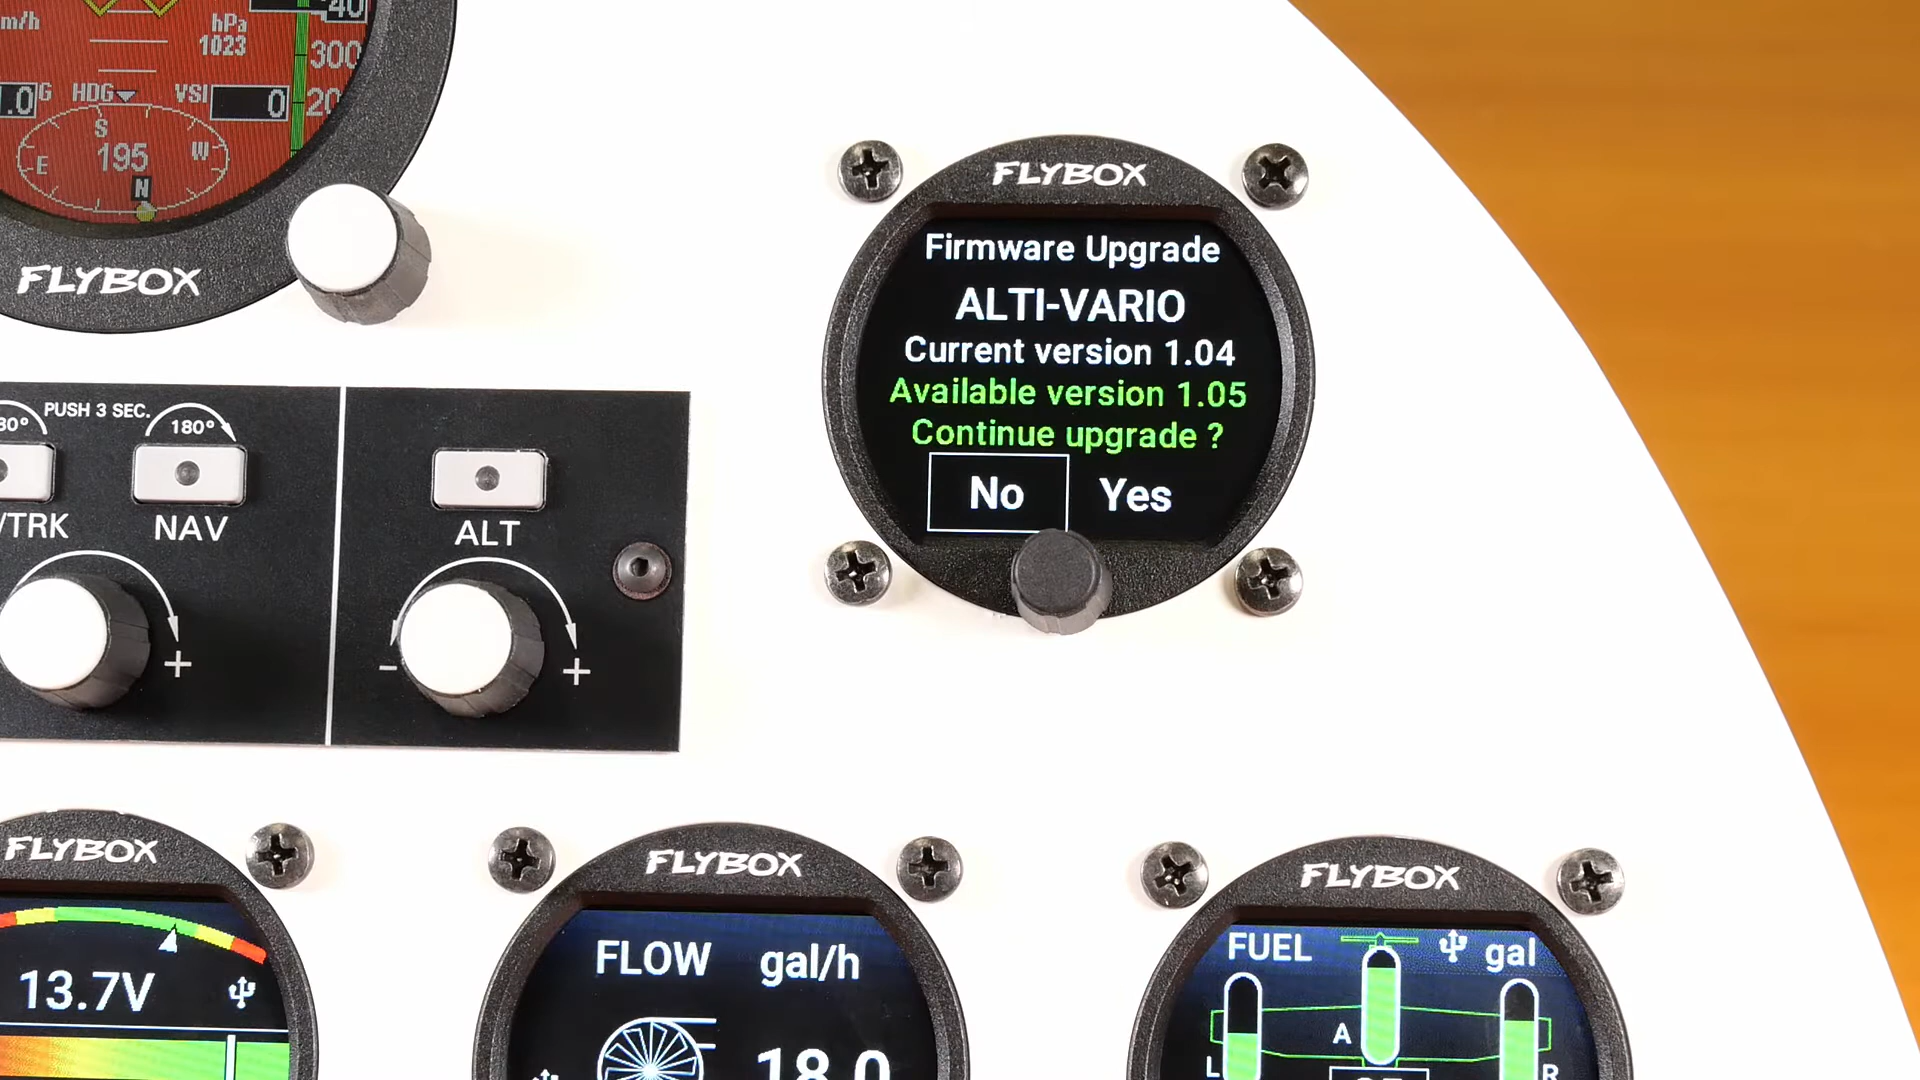 m/h
hPa
1023
40
300
20
.0 G
HDG
VSI
0
S
E
195
W
N
FLYBOX
FLYBOX
Firmware Upgrade
ALTI-VARIO
Current version 1.04
Available version 1.05
Continue upgrade ?
No Yes
PUSH 3 SEC.
180°
/TRK
NAV
ALT
+
- +
FLYBOX
13.7V
FLYBOX
FLOW gal/h
18.0
FLYBOX
FUEL gal
A
L
R